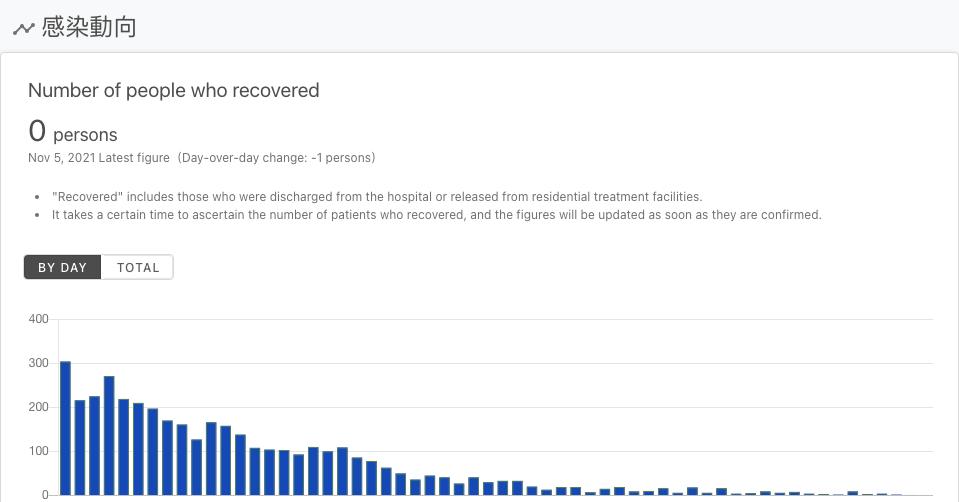 感染動向
Number of people who recovered
0 persons
Nov 5, 2021 Latest figure (Day-over-day change: -1 persons)
• "Recovered" includes those who were discharged from the hospital or released from residential treatment facilities.
• It takes a certain time to ascertain the number of patients who recovered, and the figures will be updated as soon as they are confirmed.
BY DAY TOTAL
400
300
200
100
0